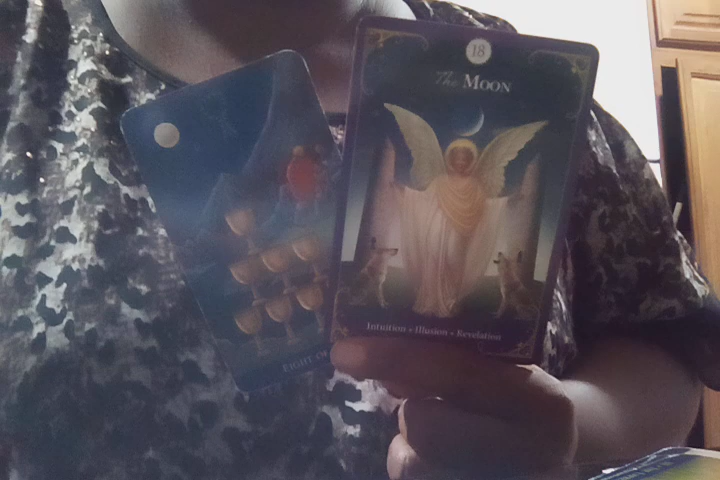 18
The Moon
Intuition • Illusion • Revelation
EIGHT OF